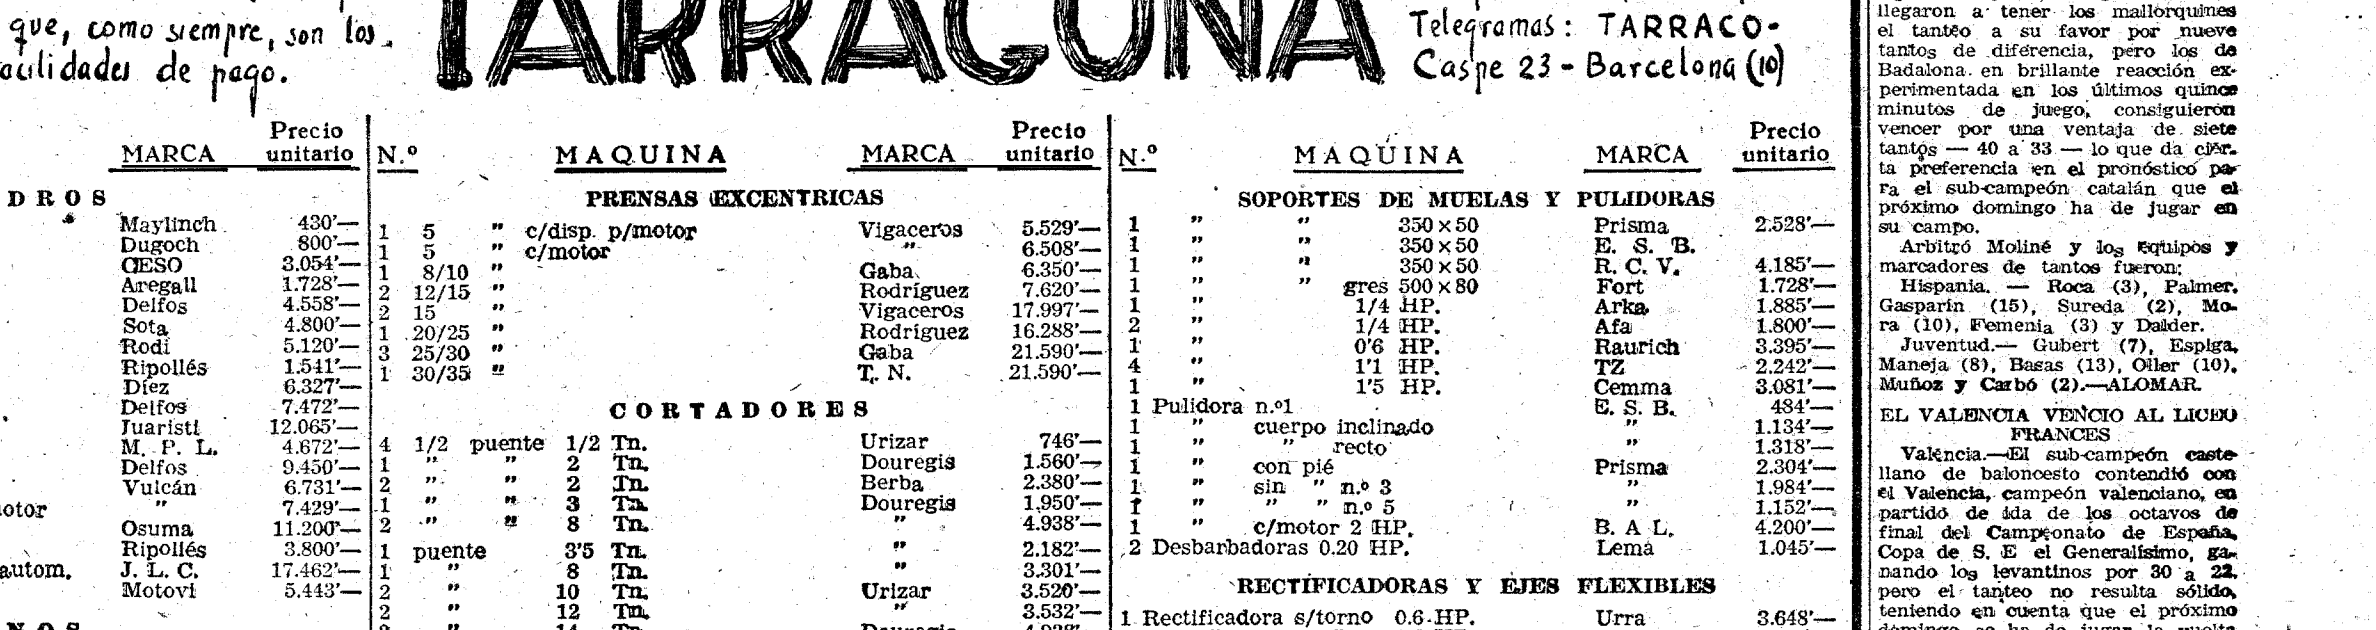 que, como siempre, son los
acilidades de pago.
TARRAGONA
Telegramas: TARRACO-
Caspe 23 - Barcelona (10)
MARCA Precio unitario
DROS
Maylinch 430'—
Dugoch 800'—
CESO 3.054'—
Aregall 1.728'—
Delfos 4.558'—
Sota 4.800'—
Rodi 5.120'—
Ripollés 1.541'—
Díez 6.327'—
Delfos 7.472'—
Juaristi 12.065'—
M. P. L. 4.672'—
Delfos 9.450'—
Vulcán 6.731'—
otor " 7.429'—
Osuma 11.200'—
Ripollés 3.800'—
autom. J. L. C. 17.462'—
Motovi 5.443'—
NOS
N.º MAQUINA MARCA Precio unitario
PRENSAS EXCENTRICAS
1 5 " c/disp. p/motor Vigaceros 5.529'—
1 5 " c/motor " 6.508'—
1 8/10 " Gaba 6.350'—
2 12/15 " Rodríguez 7.620'—
2 15 " Vigaceros 17.997'—
1 20/25 " Rodríguez 16.288'—
3 25/30 " Gaba 21.590'—
1 30/35 " T. N. 21.590'—
CORTADORES
4 1/2 puente 1/2 Tn. Urizar 746'—
1 " " 2 Tn. Douregis 1.560'—
2 " " 2 Tn. Berba 2.380'—
1 " " 3 Tn. Douregis 1.950'—
2 " " 8 Tn. " 4.938'—
1 puente 3'5 Tn. " 2.182'—
1 " 8 Tn. " 3.301'—
2 " 10 Tn. Urizar 3.520'—
2 " 12 Tn. " 3.532'—
N.º MAQUINA MARCA Precio unitario
SOPORTES DE MUELAS Y PULIDORAS
1 " " 350 × 50 Prisma 2.528'—
1 " " 350 × 50 E. S. B.
1 " " 350 × 50 R. C. V. 4.185'—
1 " " gres 500 × 80 Fort 1.728'—
1 " 1/4 HP. Arka 1.885'—
2 " 1/4 HP. Afa 1.800'—
1 " 0'6 HP. Raurich 3.395'—
4 " 1'1 HP. TZ 2.242'—
1 " 1'5 HP. Cemma 3.081'—
1 Pulidora n.º 1 E. S. B. 484'—
1 " cuerpo inclinado " 1.134'—
1 " " recto " 1.318'—
1 " con pié Prisma 2.304'—
1 " sin " n.º 3 " 1.984'—
1 " " " n.º 5 " 1.152'—
1 " c/motor 2 HP. B. A L. 4.200'—
2 Desbarbadoras 0.20 HP. Lema 1.045'—
RECTIFICADORAS Y EJES FLEXIBLES
1 Rectificadora s/torno 0.6 HP. Urra 3.648'—
llegaron a tener los mallorquines
el tantéo a su favor por nueve
tantos de diferencia, pero los de
Badalona en brillante reacción ex-
perimentada en los últimos quince
minutos de juego, consiguieron
vencer por una ventaja de siete
tantos — 40 a 33 — lo que da cier-
ta preferencia en el pronóstico pa-
ra el sub-campeón catalán que el
próximo domingo ha de jugar en
su campo.
Arbitró Moliné y los equipos y
marcadores de tantos fueron:
Hispania. — Roca (3), Palmer,
Gasparín (15), Sureda (2), Mo-
ra (10), Femenia (3) y Dalder.
Juventud.— Gubert (7), Espiga,
Maneja (8), Basas (13), Oller (10),
Muñoz y Carbó (2).—ALOMAR.
EL VALENCIA VENCIO AL LICEO
FRANCES
Valencia.—El sub-campeón caste-
llano de baloncesto contendió con
el Valencia, campeón valenciano, en
partido de ida de los octavos de
final del Campeonato de España,
Copa de S. E el Generalísimo, ga-
nando los levantinos por 30 a 22,
pero el tanteo no resulta sólido,
teniendo en cuenta que el próximo